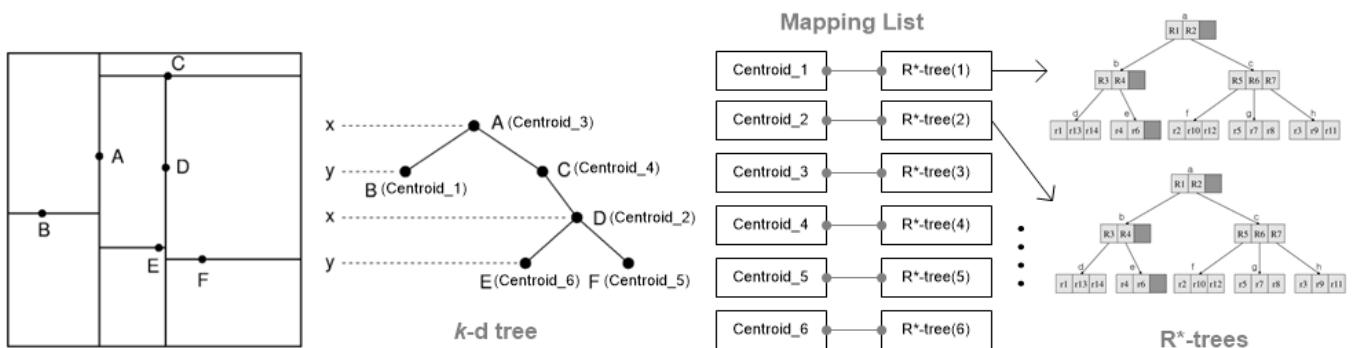 C
A
D
B
E
F
x
y
x
y
A (Centroid_3)
B (Centroid_1)
C (Centroid_4)
D (Centroid_2)
E (Centroid_6) F (Centroid_5)
k-d tree
Mapping List
Centroid_1 R*-tree(1)
Centroid_2 R*-tree(2)
Centroid_3 R*-tree(3)
Centroid_4 R*-tree(4)
Centroid_5 R*-tree(5)
Centroid_6 R*-tree(6)
a
R1 R2
b c
R3 R4 R5 R6 R7
d e f g h
r1 r13 r14 r4 r6 r2 r10 r12 r5 r7 r8 r3 r9 r11
a
R1 R2
b c
R3 R4 R5 R6 R7
d e f g h
r1 r13 r14 r4 r6 r2 r10 r12 r5 r7 r8 r3 r9 r11
R*-trees